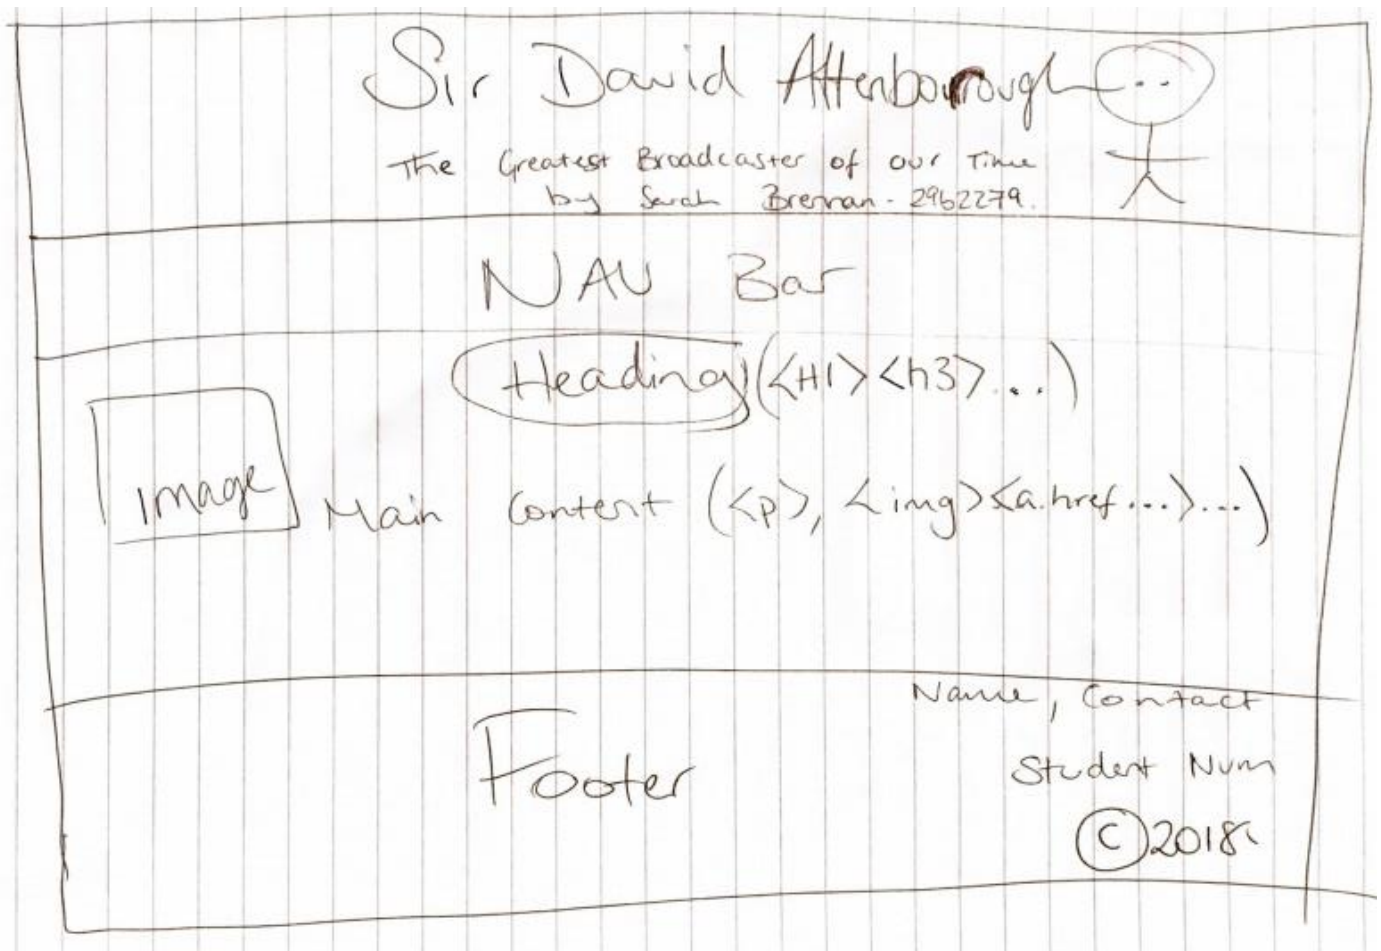 Sir David Attenborough
The Greatest Broadcaster of our Time
by Sarah Brennan - 2962279.
NAV Bar
Heading (<H1><h3>...)
Image
Main Content (<p>, <img><a.href...>...)
Name, Contact
Footer
Student Num
© 2018